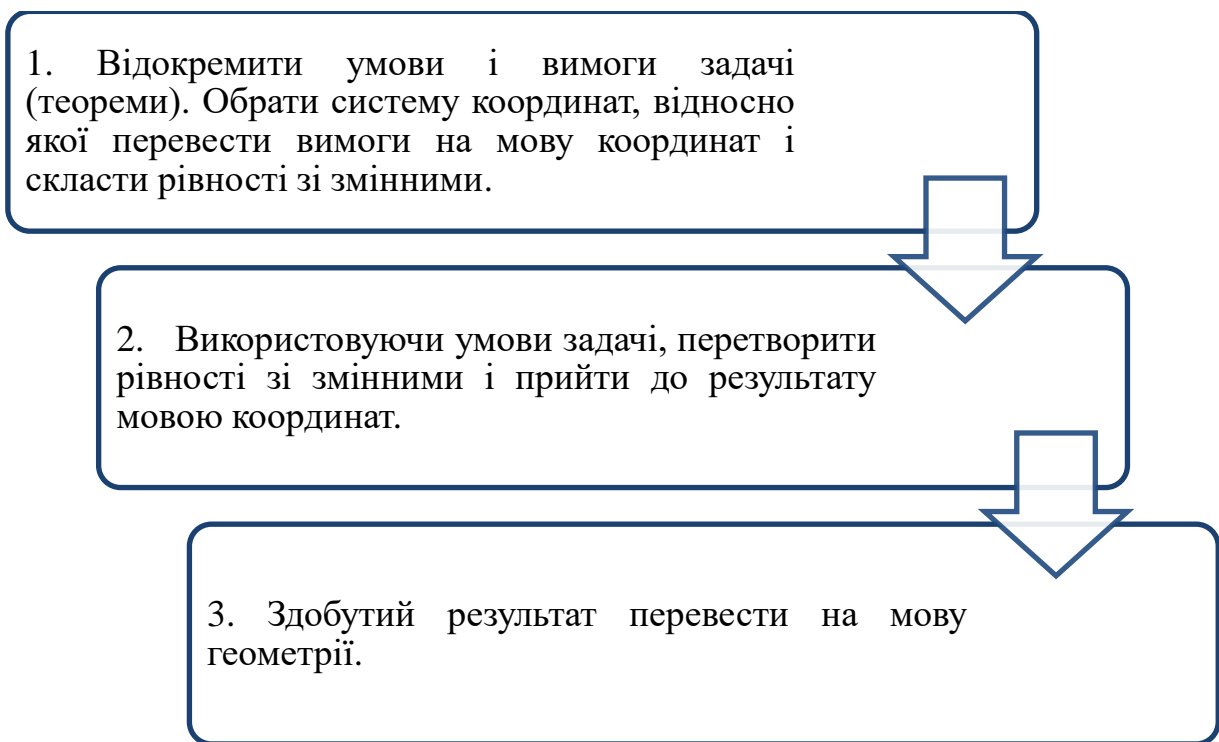 1. Відокремити умови і вимоги задачі
(теореми). Обрати систему координат, відносно
якої перевести вимоги на мову координат і
скласти рівності зі змінними.
2. Використовуючи умови задачі, перетворити
рівності зі змінними і прийти до результату
мовою координат.
3. Здобутий результат перевести на мову
геометрії.